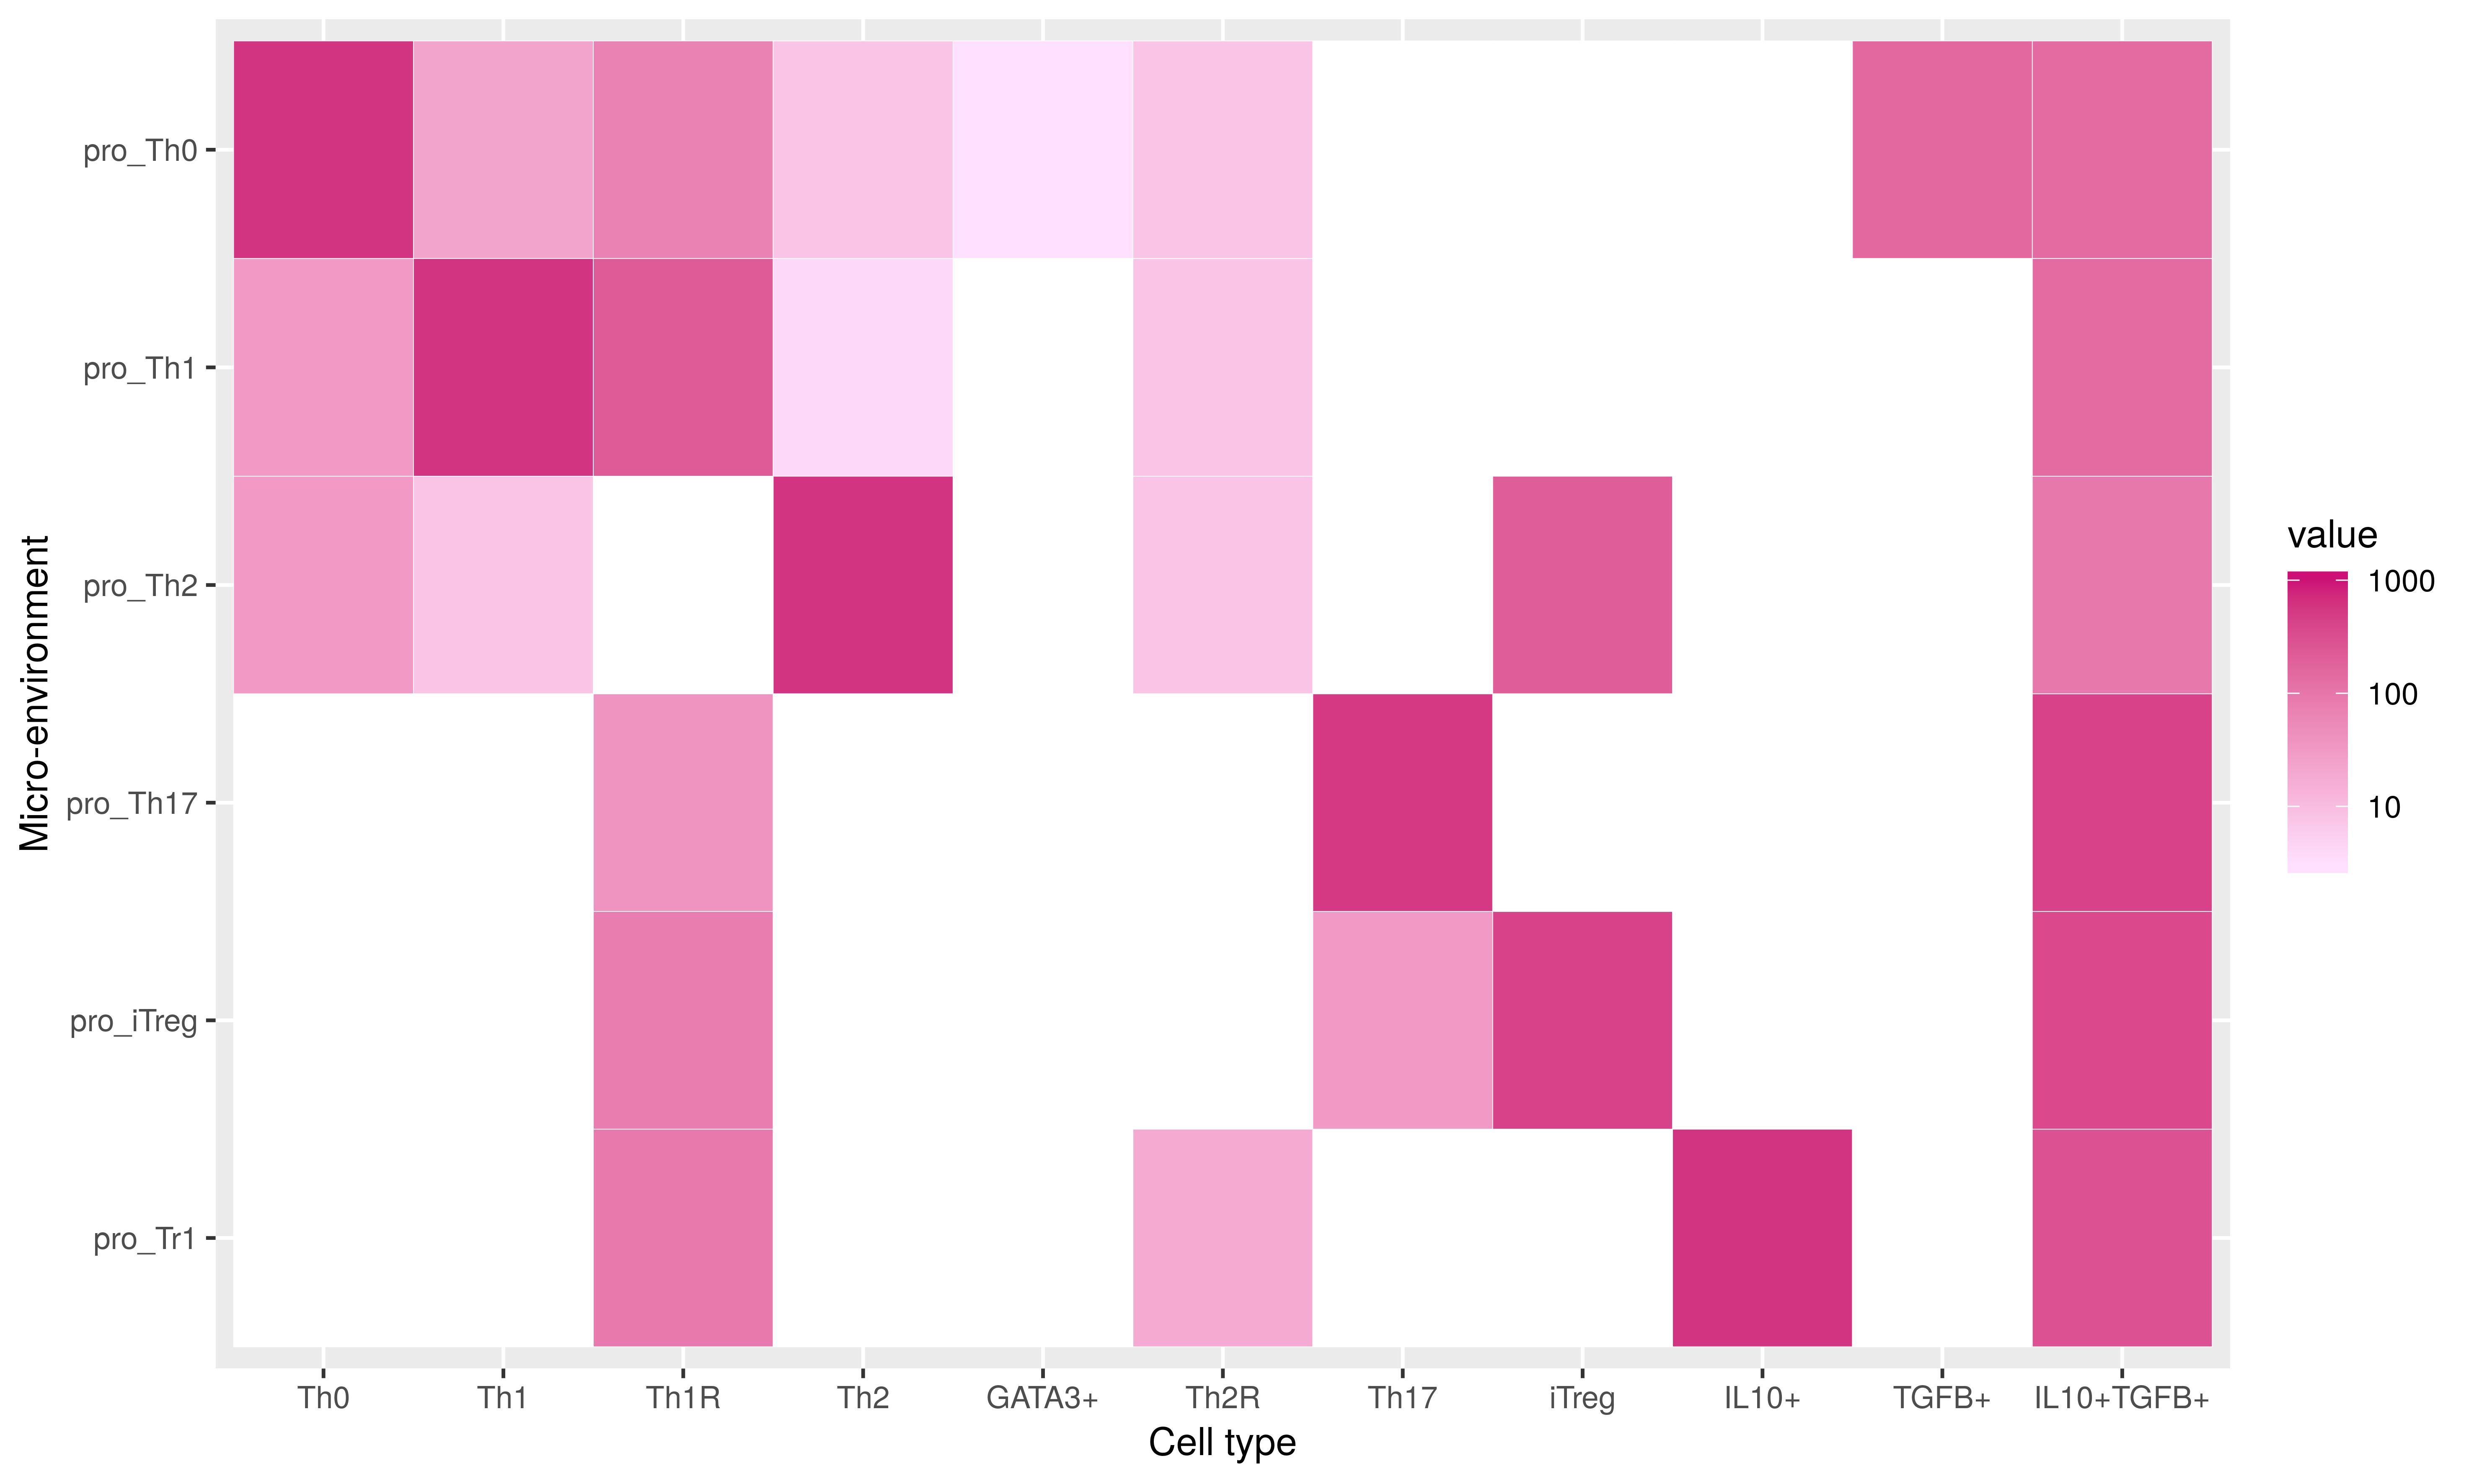 Micro-environment
pro_Th0
pro_Th1
pro_Th2
pro_Th17
pro_iTreg
pro_Tr1
Th0 Th1 Th1R Th2 GATA3+ Th2R Th17 iTreg IL10+ TGFB+ IL10+TGFB+
Cell type
value
1000
100
10